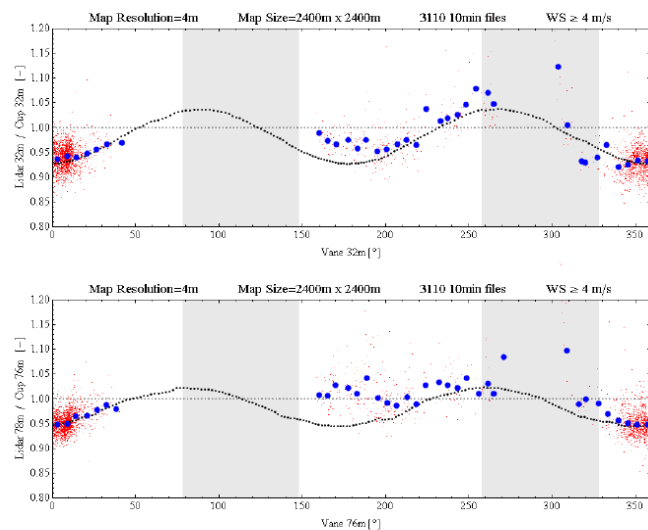 Map Resolution=4m Map Size=2400m x 2400m 3110 10min files WS ≥ 4 m/s
1.20
1.15
1.10
1.05
1.00
0.95
0.90
0.85
0.80
Lidar 32m / Cup 32m [-]
0 50 100 150 200 250 300 350
Vane 32m[°]
Map Resolution=4m Map Size=2400m x 2400m 3110 10min files WS ≥ 4 m/s
1.20
1.15
1.10
1.05
1.00
0.95
0.90
0.85
0.80
Lidar 78m / Cup 76m [-]
0 50 100 150 200 250 300 350
Vane 76m[°]